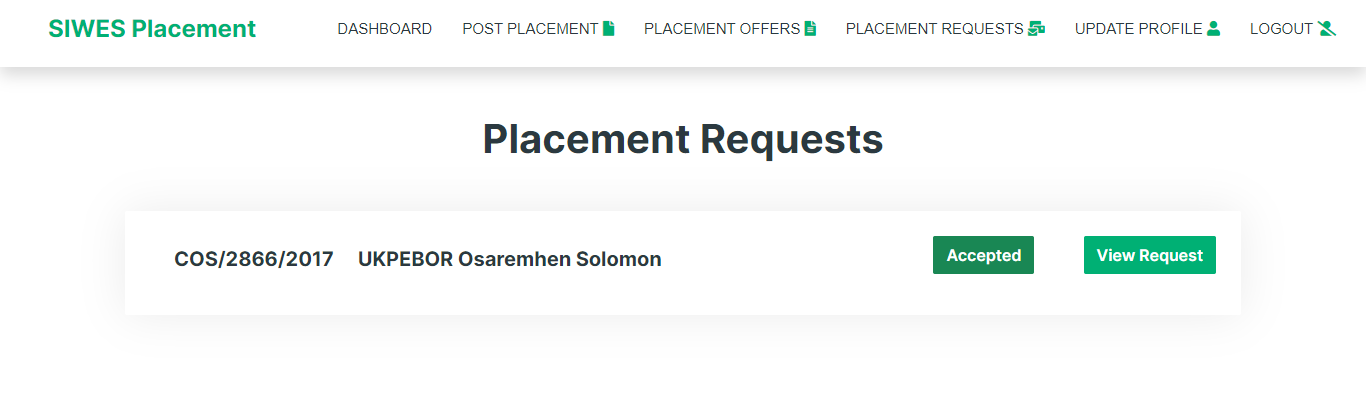 SIWES Placement DASHBOARD POST PLACEMENT PLACEMENT OFFERS PLACEMENT REQUESTS UPDATE PROFILE LOGOUT
Placement Requests
COS/2866/2017 UKPEBOR Osaremhen Solomon Accepted View Request